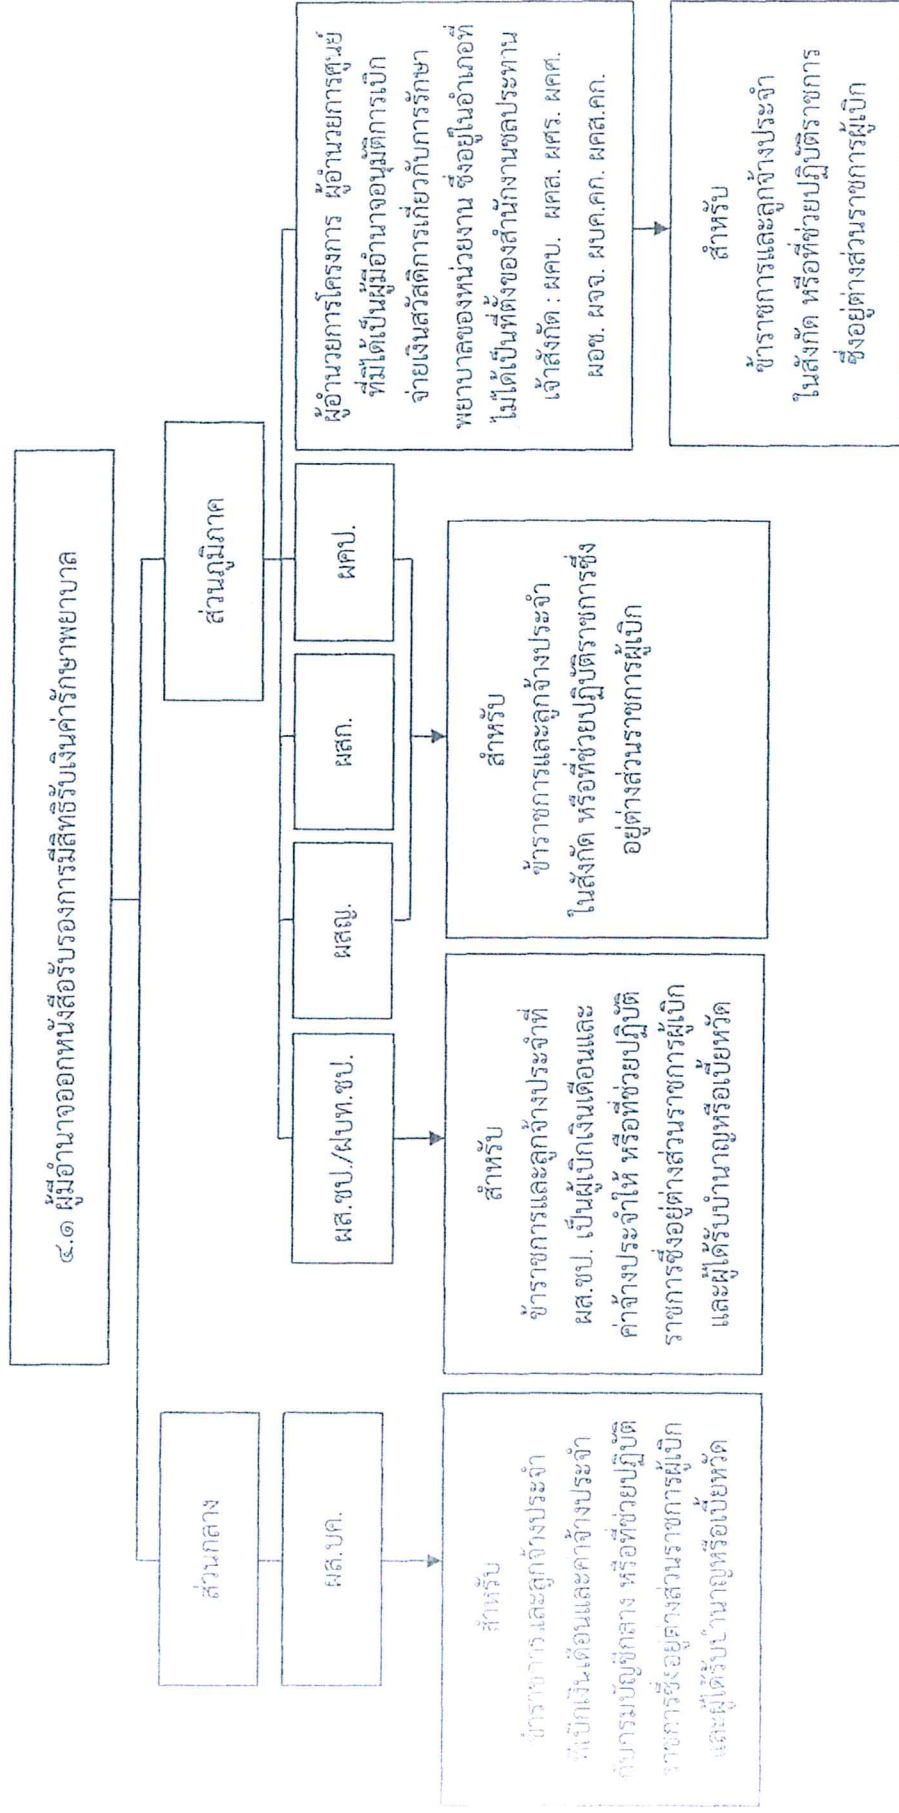 ๔.๑ ผู้มีอำนาจออกหนังสือรับรองการมีสิทธิรับเงินค่ารักษาพยาบาล
ส่วนกลาง
ผส.บค.
สำหรับ
ข้าราชการและลูกจ้างประจำ
ที่เบิกเงินเดือนและค่าจ้างประจำ
กับกรมบัญชีกลาง หรือที่ช่วยปฏิบัติ
ราชการซึ่งอยู่ต่างส่วนราชการผู้เบิก
และผู้ได้รับบำนาญหรือเบี้ยหวัด
ส่วนภูมิภาค
ผส.ชป./ฝบท.ชป.
สำหรับ
ข้าราชการและลูกจ้างประจำที่
ผส.ชป. เป็นผู้เบิกเงินเดือนและ
ค่าจ้างประจำให้ หรือที่ช่วยปฏิบัติ
ราชการซึ่งอยู่ต่างส่วนราชการผู้เบิก
และผู้ได้รับบำนาญหรือเบี้ยหวัด
ผสญ.
ผสก.
ผคป.
สำหรับ
ข้าราชการและลูกจ้างประจำ
ในสังกัด หรือที่ช่วยปฏิบัติราชการซึ่ง
อยู่ต่างส่วนราชการผู้เบิก
ผู้อำนวยการโครงการ ผู้อำนวยการศูนย์
ที่มิได้เป็นผู้มีอำนาจอนุมัติการเบิก
จ่ายเงินสวัสดิการเกี่ยวกับการรักษา
พยาบาลของหน่วยงาน ซึ่งอยู่ในอำเภอที่
ไม่ได้เป็นที่ตั้งของสำนักงานชลประทาน
เจ้าสังกัด : ผคบ. ผคส. ผศร. ผคศ.
ผอช. ผจจ. ผบค.คก. ผคส.คก.
สำหรับ
ข้าราชการและลูกจ้างประจำ
ในสังกัด หรือที่ช่วยปฏิบัติราชการ
ซึ่งอยู่ต่างส่วนราชการผู้เบิก